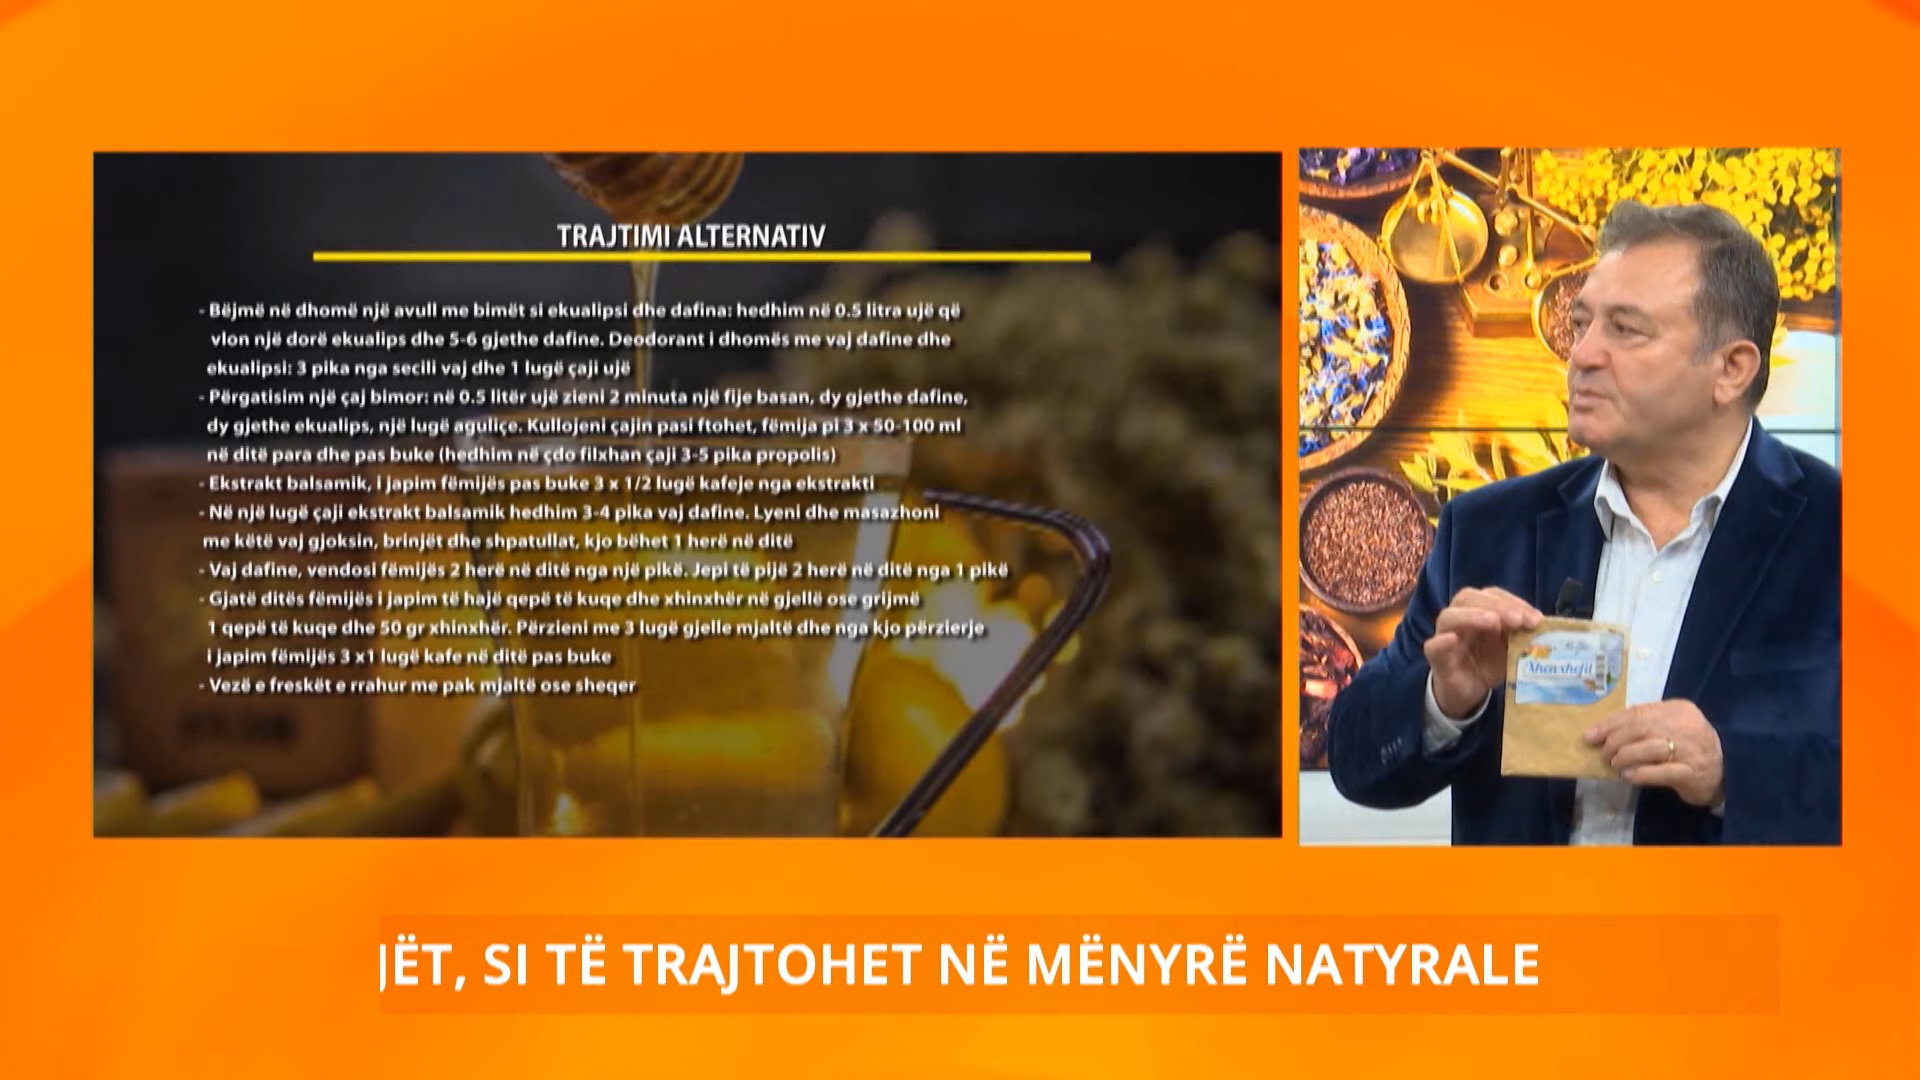 TRAJTIMI ALTERNATIV
- Bëjmë në dhomë një avull me bimët si ekualipsi dhe dafina: hedhim në 0.5 litra ujë që
vlon një dorë ekualips dhe 5-6 gjethe dafine. Deodorant i dhomës me vaj dafine dhe
ekualipsi: 3 pika nga secili vaj dhe 1 lugë çaji ujë
- Përgatisim një çaj bimor: në 0.5 litër ujë zieni 2 minuta një fije basan, dy gjethe dafine,
dy gjethe ekualips, një lugë aguliçe. Kullojeni çajin pasi ftohet, fëmija pi 3 x 50-100 ml
në ditë para dhe pas buke (hedhim në çdo filxhan çaji 3-5 pika propolis)
- Ekstrakt balsamik, i japim fëmijës pas buke 3 x 1/2 lugë kafeje nga ekstrakti
- Në një lugë çaji ekstrakt balsamik hedhim 3-4 pika vaj dafine. Lyeni dhe masazhoni
me këtë vaj gjoksin, brinjët dhe shpatullat, kjo bëhet 1 herë në ditë
- Vaj dafine, vendosi fëmijës 2 herë në ditë nga një pikë. Jepi të pijë 2 herë në ditë nga 1 pikë
- Gjatë ditës fëmijës i japim të hajë qepë të kuqe dhe xhinxhër në gjellë ose grijmë
1 qepë të kuqe dhe 50 gr xhinxhër. Përzieni me 3 lugë gjelle mjaltë dhe nga kjo përzierje
i japim fëmijës 3 x1 lugë kafe në ditë pas buke
- Vezë e freskët e rrahur me pak mjaltë ose sheqer
Xhenxhefil
JËT, SI TË TRAJTOHET NË MËNYRË NATYRALE